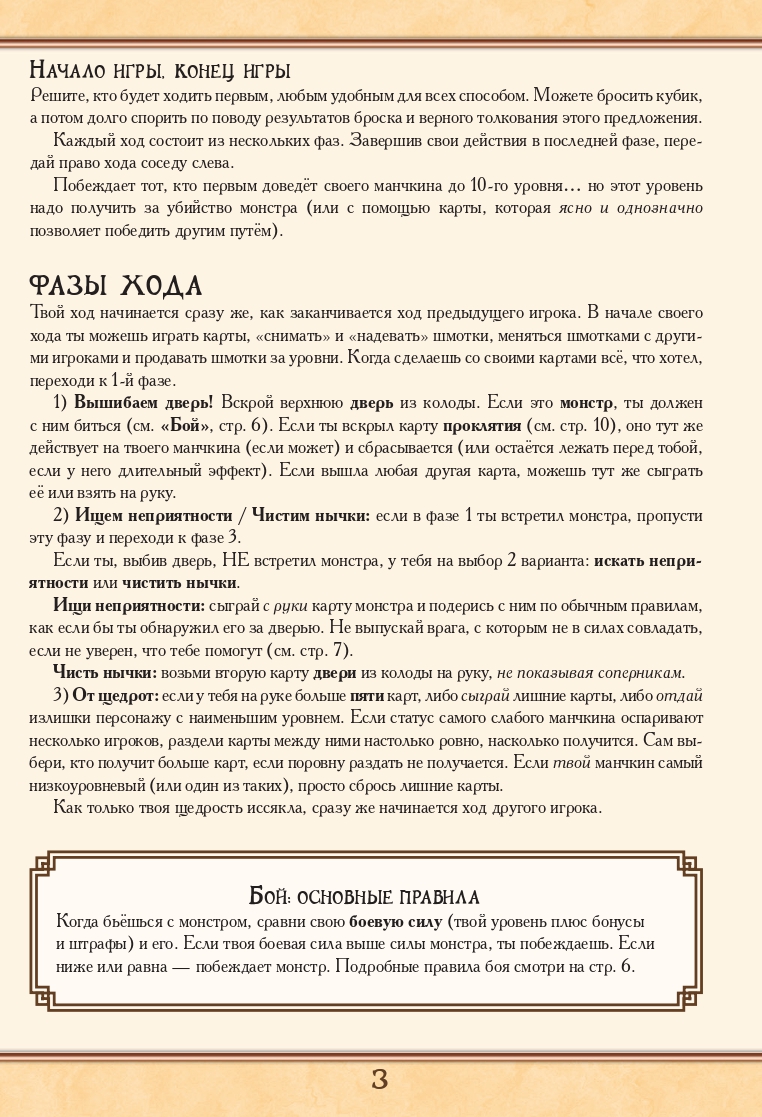 Начало игры, конец игры
Решите, кто будет ходить первым, любым удобным для всех способом. Можете бросить кубик,
а потом долго спорить по поводу результатов броска и верного толкования этого предложения.
Каждый ход состоит из нескольких фаз. Завершив свои действия в последней фазе, пере-
дай право хода соседу слева.
Побеждает тот, кто первым доведёт своего манчкина до 10-го уровня… но этот уровень
надо получить за убийство монстра (или с помощью карты, которая ясно и однозначно
позволяет победить другим путём).
ФАЗЫ ХОДА
Твой ход начинается сразу же, как заканчивается ход предыдущего игрока. В начале своего
хода ты можешь играть карты, «снимать» и «надевать» шмотки, меняться шмотками с други-
ми игроками и продавать шмотки за уровни. Когда сделаешь со своими картами всё, что хотел,
переходи к 1-й фазе.
1) Вышибаем дверь! Вскрой верхнюю дверь из колоды. Если это монстр, ты должен
с ним биться (см. «Бой», стр. 6). Если ты вскрыл карту проклятия (см. стр. 10), оно тут же
действует на твоего манчкина (если может) и сбрасывается (или остаётся лежать перед тобой,
если у него длительный эффект). Если вышла любая другая карта, можешь тут же сыграть
её или взять на руку.
2) Ищем неприятности / Чистим нычки: если в фазе 1 ты встретил монстра, пропусти
эту фазу и переходи к фазе 3.
Если ты, выбив дверь, НЕ встретил монстра, у тебя на выбор 2 варианта: искать непри-
ятности или чистить нычки.
Ищи неприятности: сыграй с руки карту монстра и подерись с ним по обычным правилам,
как если бы ты обнаружил его за дверью. Не выпускай врага, с которым не в силах совладать,
если не уверен, что тебе помогут (см. стр. 7).
Чисть нычки: возьми вторую карту двери из колоды на руку, не показывая соперникам.
3) От щедрот: если у тебя на руке больше пяти карт, либо сыграй лишние карты, либо отдай
излишки персонажу с наименьшим уровнем. Если статус самого слабого манчкина оспаривают
несколько игроков, раздели карты между ними настолько ровно, насколько получится. Сам вы-
бери, кто получит больше карт, если поровну раздать не получается. Если твой манчкин самый
низкоуровневый (или один из таких), просто сбрось лишние карты.
Как только твоя щедрость иссякла, сразу же начинается ход другого игрока.
Бой: основные правила
Когда бьёшься с монстром, сравни свою боевую силу (твой уровень плюс бонусы
и штрафы) и его. Если твоя боевая сила выше силы монстра, ты побеждаешь. Если
ниже или равна — побеждает монстр. Подробные правила боя смотри на стр. 6.
3